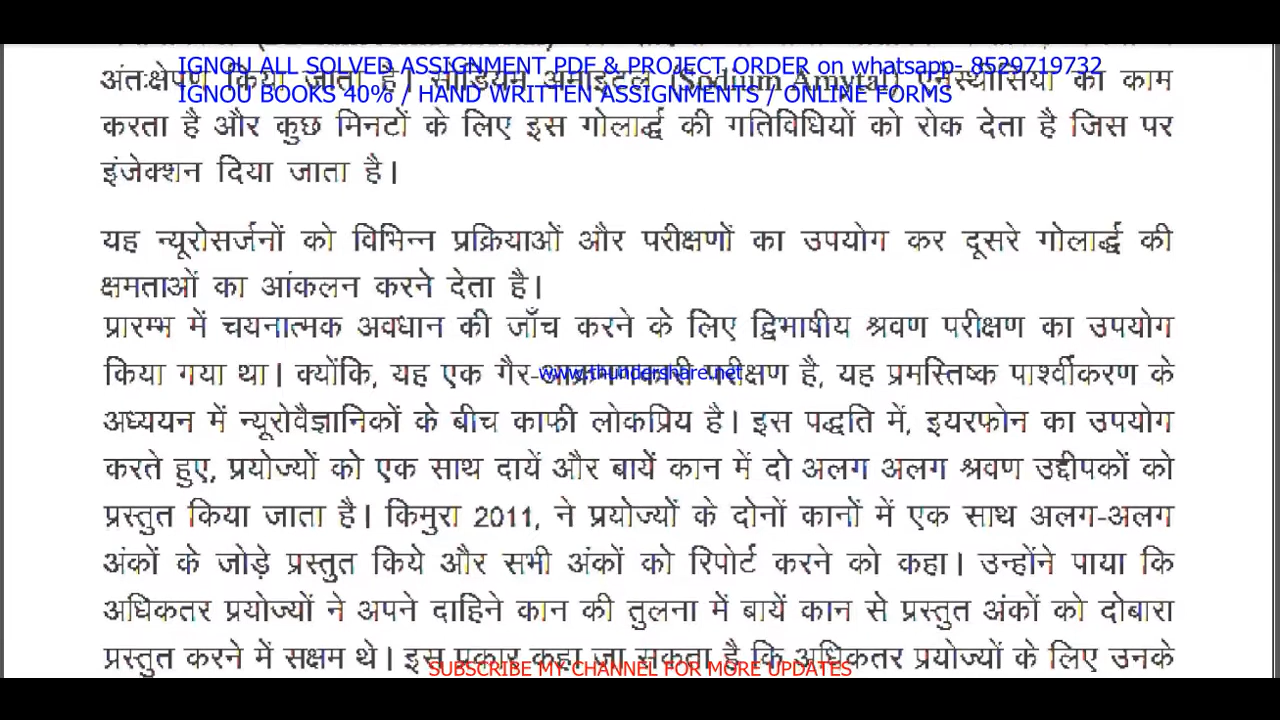 IGNOU ALL SOLVED ASSIGNMENT PDF & PROJECT ORDER on whatsapp- 8529719732
अंतःक्षेपण किया जाता है। सोडियन अमाइटल (Sodium Amytal) एनेस्थीसिया का काम
IGNOU BOOKS 40% / HAND WRITTEN ASSIGNMENTS / ONLINE FORMS
करता है और कुछ मिनटों के लिए इस गोलार्द्ध की गतिविधियों को रोक देता है जिस पर
इंजेक्शन दिया जाता है।
यह न्यूरोसर्जनों को विभिन्न प्रक्रियाओं और परीक्षणों का उपयोग कर दूसरे गोलार्द्ध की
क्षमताओं का आंकलन करने देता है।
प्रारम्भ में चयनात्मक अवधान की जाँच करने के लिए द्विभाषीय श्रवण परीक्षण का उपयोग
किया गया था। क्योंकि, यह एक गैर-आक्रामणकारी परीक्षण है, यह प्रमस्तिष्क पार्श्वीकरण के
www.thundershare.net
अध्ययन में न्यूरोवैज्ञानिकों के बीच काफी लोकप्रिय है। इस पद्धति में, इयरफोन का उपयोग
करते हुए, प्रयोज्यों को एक साथ दायें और बायें कान में दो अलग अलग श्रवण उद्दीपकों को
प्रस्तुत किया जाता है। किमुरा 2011, ने प्रयोज्यों के दोनों कानों में एक साथ अलग-अलग
अंकों के जोड़े प्रस्तुत किये और सभी अंकों को रिपोर्ट करने को कहा। उन्होंने पाया कि
अधिकतर प्रयोज्यों ने अपने दाहिने कान की तुलना में बायें कान से प्रस्तुत अंकों को दोबारा
प्रस्तुत करने में सक्षम थे। इस प्रकार कहा जा सकता है कि अधिकतर प्रयोज्यों के लिए उनके
SUBSCRIBE MY CHANNEL FOR MORE UPDATES